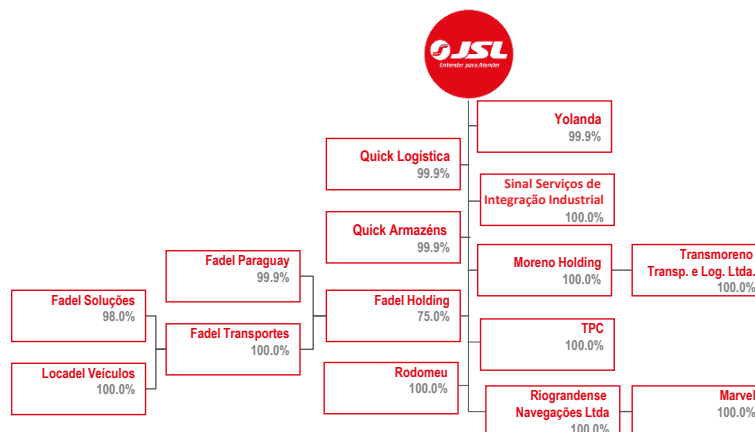 JSL
Entender para Atender
Yolanda
99.9%
Quick Logística
99.9%
Sinal Serviços de
Integração Industrial
100.0%
Quick Armazéns
99.9%
Moreno Holding
100.0%
Transmoreno
Transp. e Log. Ltda.
100.0%
Fadel Paraguay
99.9%
Fadel Soluções
98.0%
Fadel Holding
75.0%
Fadel Transportes
100.0%
TPC
100.0%
Locadel Veículos
100.0%
Rodomeu
100.0%
Riograndense
Navegações Ltda
100.0%
Marvel
100.0%